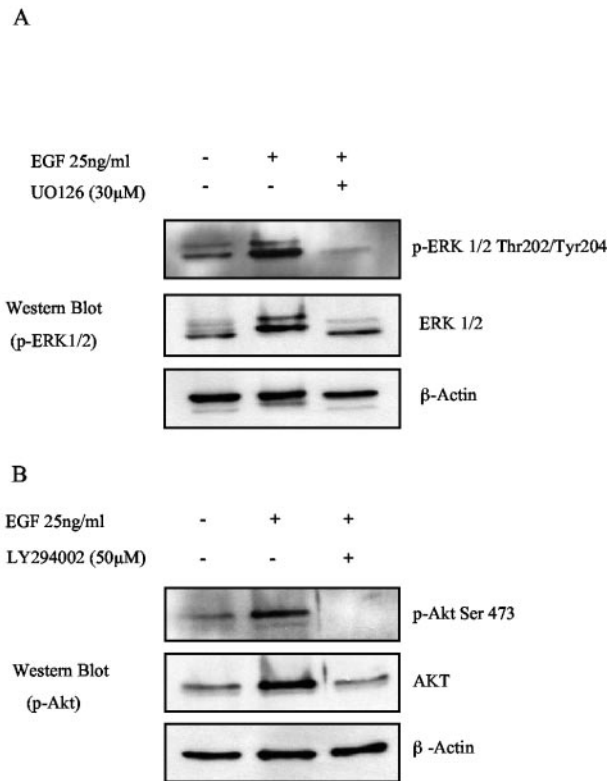 A
EGF 25ng/ml - + +
UO126 (30µM) - - +
p-ERK 1/2 Thr202/Tyr204
Western Blot
(p-ERK1/2)
ERK 1/2
β-Actin
B
EGF 25ng/ml - + +
LY294002 (50µM) - - +
p-Akt Ser 473
Western Blot
(p-Akt)
AKT
β -Actin